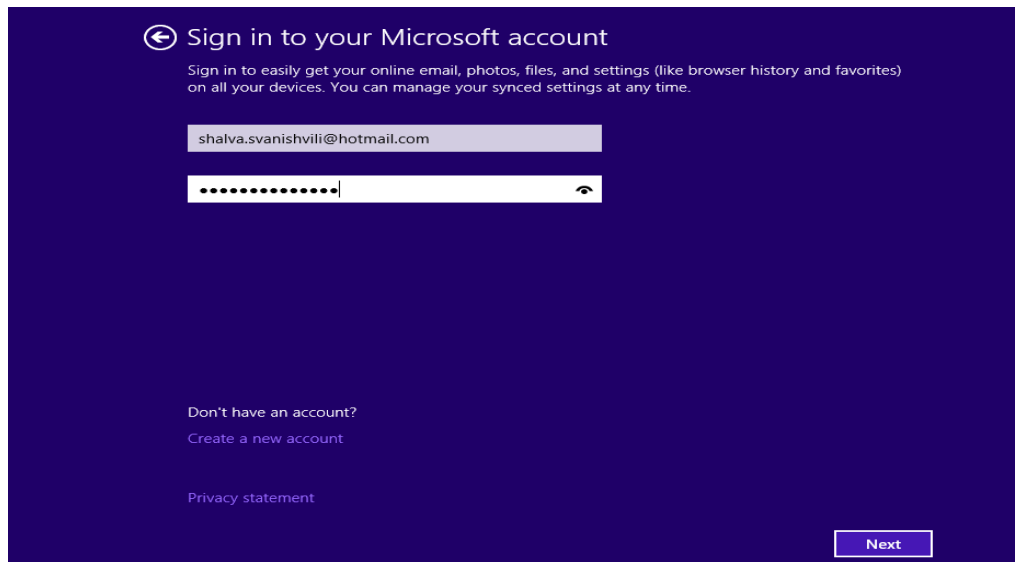 Sign in to your Microsoft account
Sign in to easily get your online email, photos, files, and settings (like browser history and favorites)
on all your devices. You can manage your synced settings at any time.
shalva.svanishvili@hotmail.com
••••••••••••••
Don't have an account?
Create a new account
Privacy statement
Next